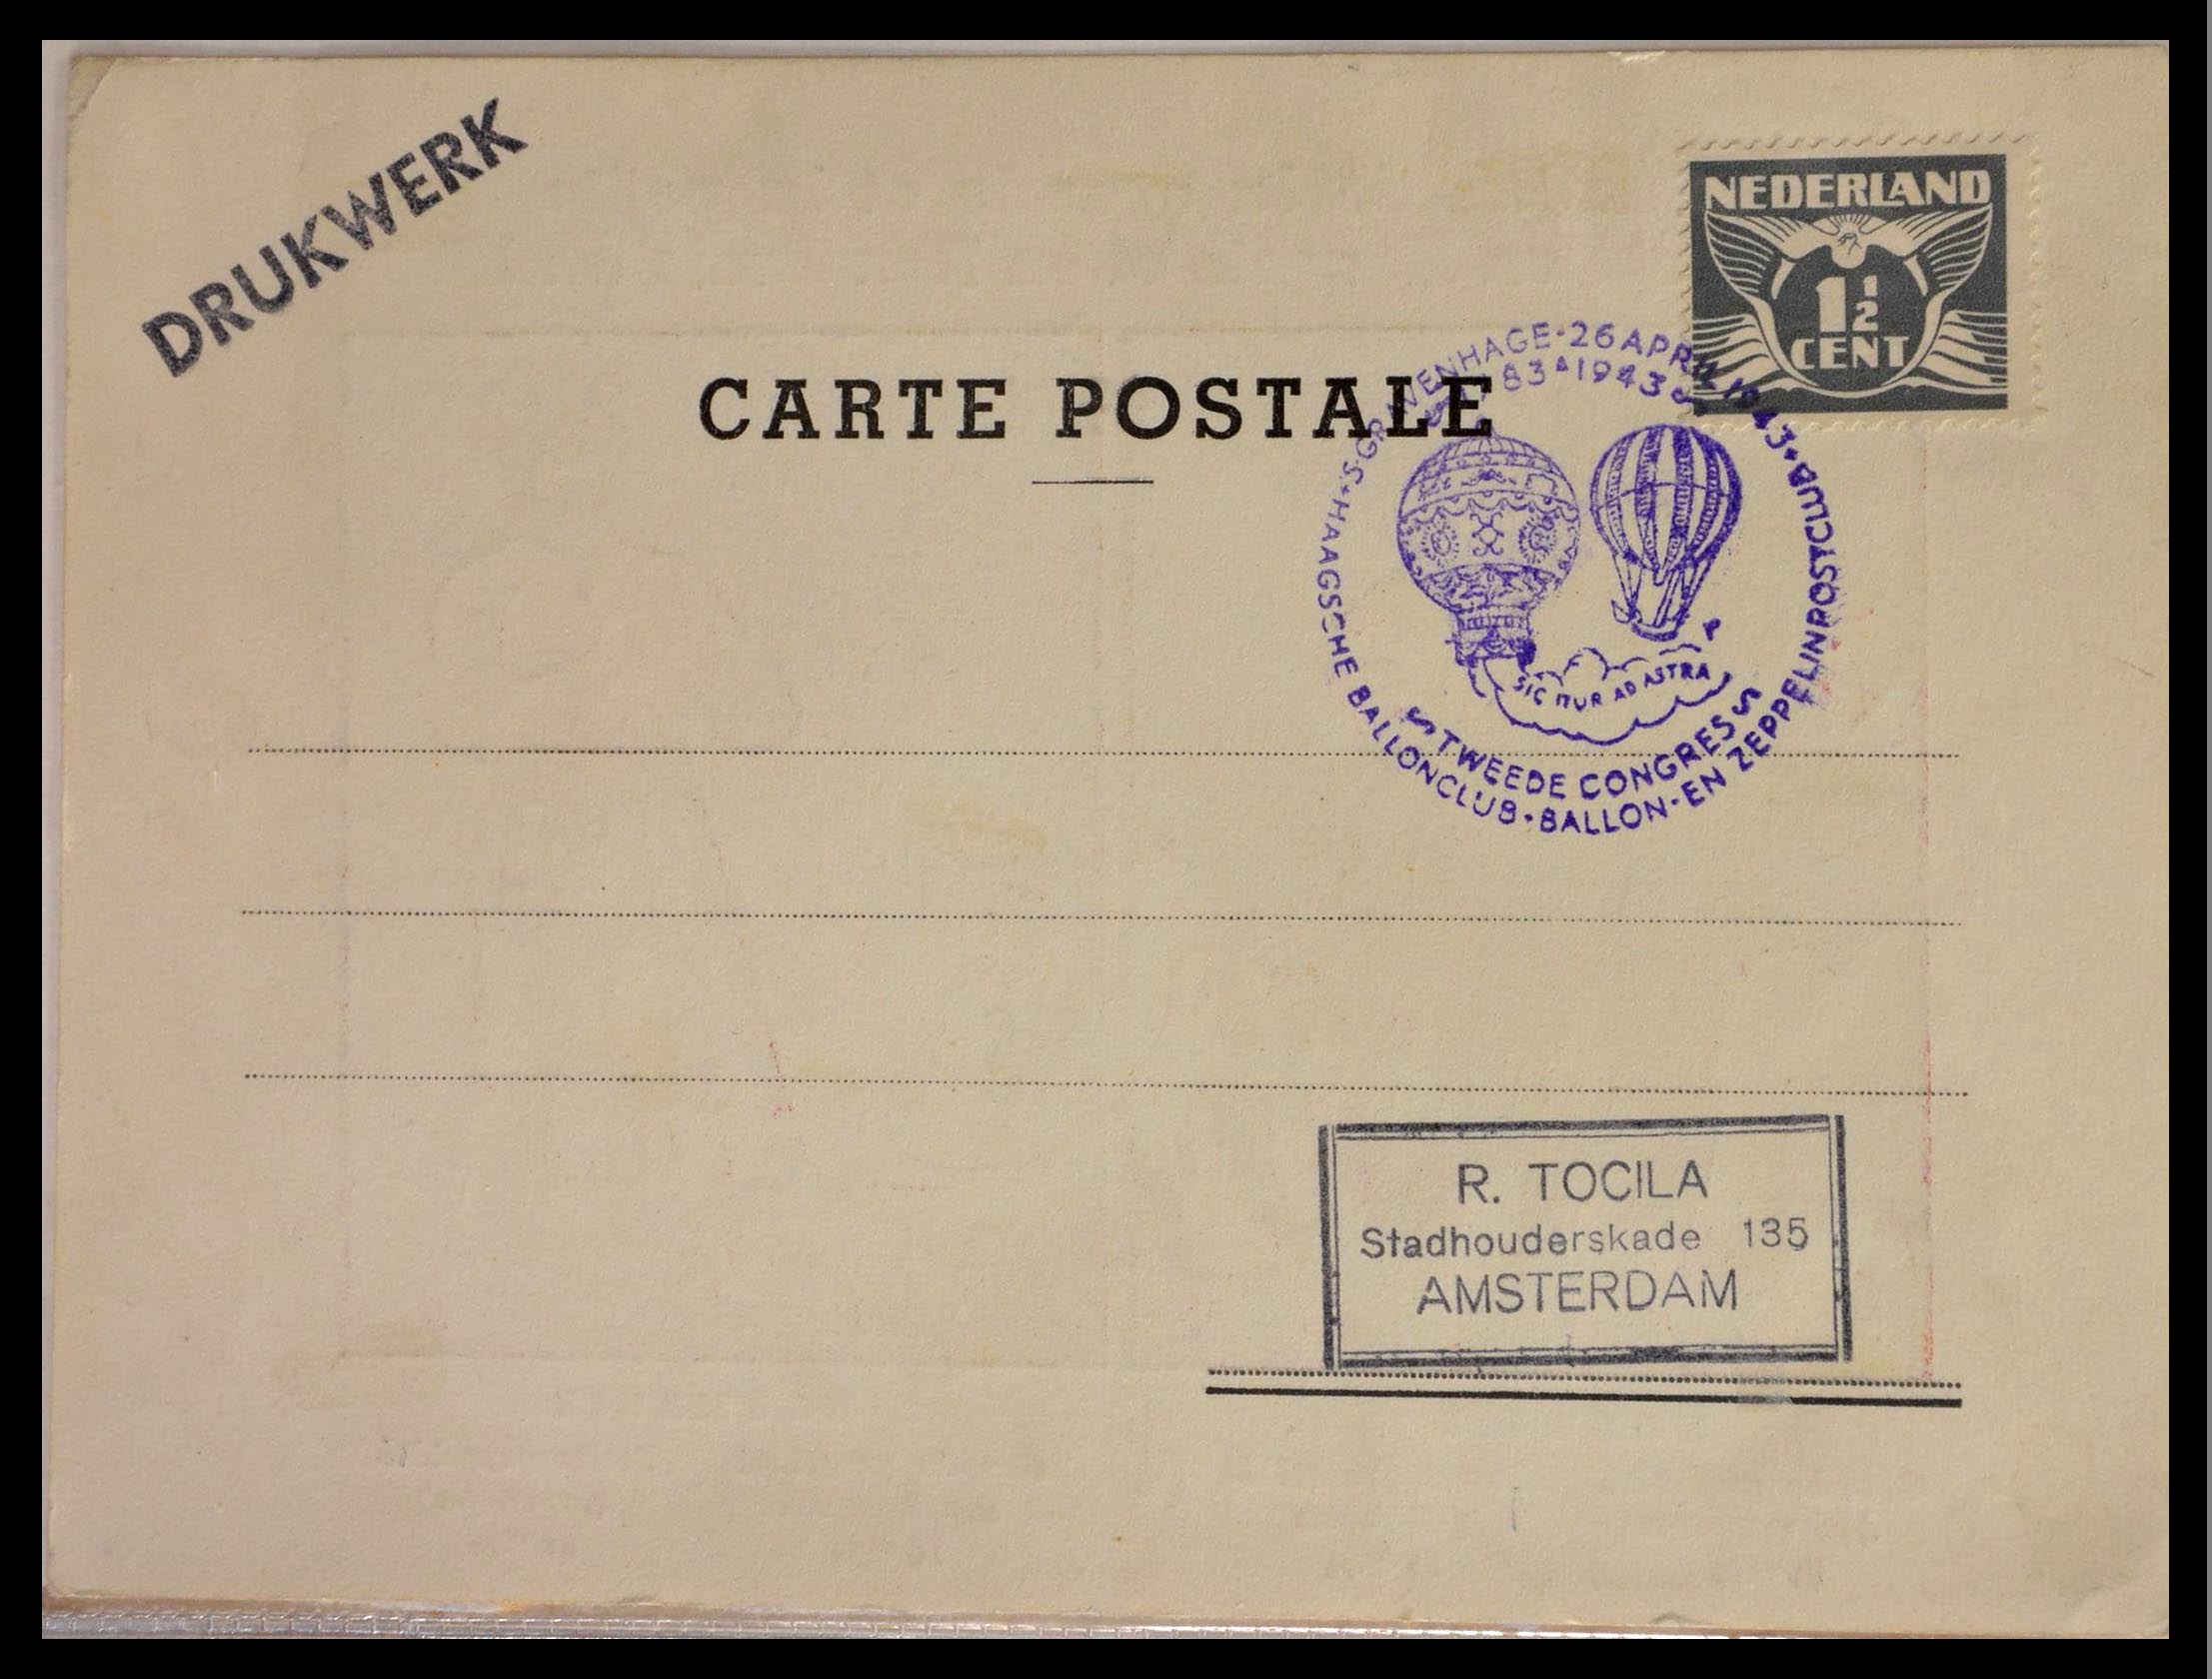 DRUKWERK
NEDERLAND
1½
CENT
CARTE POSTALE
S-GRAVENHAGE·26 APRIL 1943·HAAGSCHE BALLONCLUB·BALLON-EN ZEPPELINPOSTCLUB
83 1943
SIC ITUR AD ASTRA
TWEEDE CONGRES
R. TOCILA
Stadhouderskade 135
AMSTERDAM